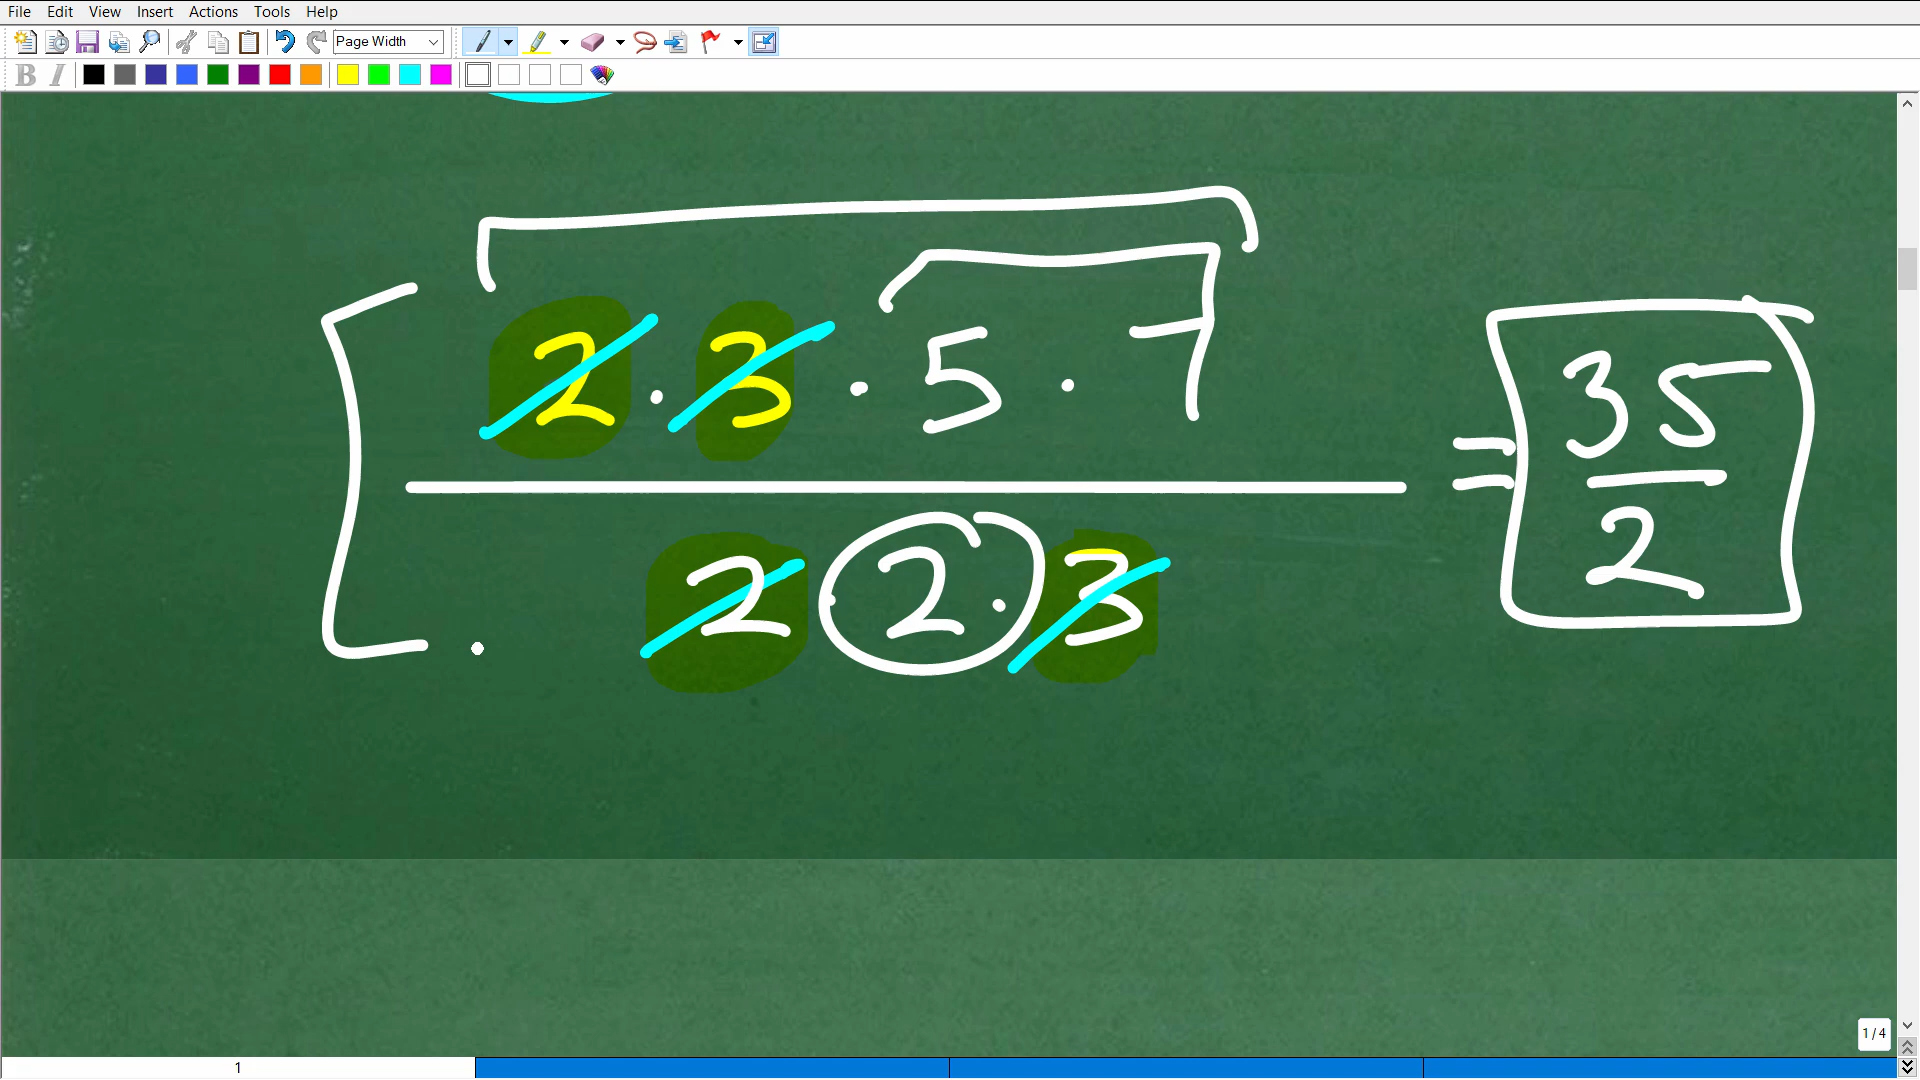 File Edit View Insert Actions Tools Help
Page Width
B I
2 · 3 · 5 · 7
2 · 2 · 3
= 35
2
1 / 4
1